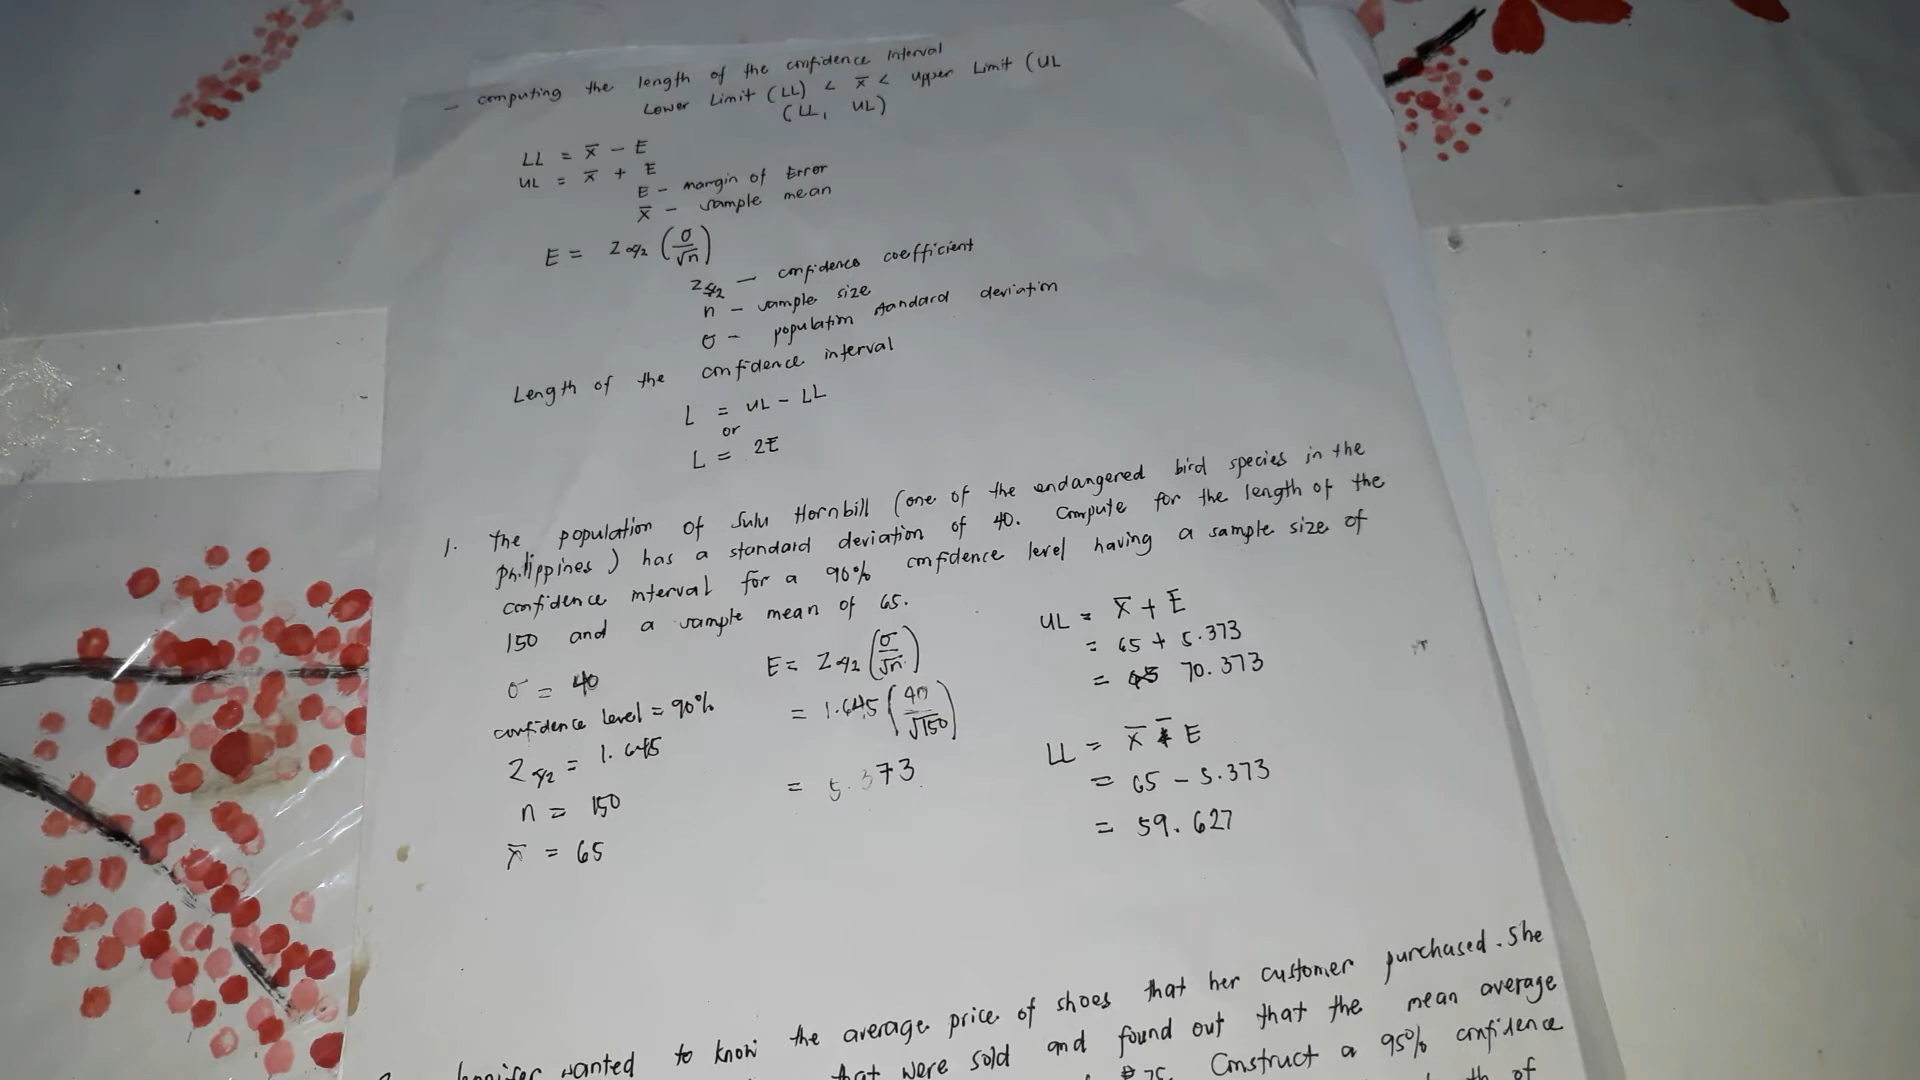 - computing the length of the confidence interval
Lower Limit (LL) < x̄ < upper Limit (UL
(LL, UL)
LL = x̄ - E
UL = x̄ + E
E - margin of Error
x̄ - sample mean
E = Zα/2 (σ/√n)
Zα/2 - confidence coefficient
n - sample size
σ - population standard deviation
Length of the confidence interval
L = UL - LL
or
L = 2E
1. The population of Sulu Hornbill (one of the endangered bird species in the
philippines) has a standard deviation of 40. Compute for the length of the
confidence interval for a 90% confidence level having a sample size of
150 and a sample mean of 65.
σ = 40
confidence level = 90%
Zα/2 = 1.645
n = 150
x̄ = 65
E = Zα/2 (σ/√n)
= 1.645 (40/√150)
= 5.373
UL = x̄ + E
= 65 + 5.373
= 70.373
LL = x̄ - E
= 65 - 5.373
= 59.627
wanted to know the average price of shoes that her customer purchased. She
that were sold and found out that the mean average
Construct a 95% confidence
of